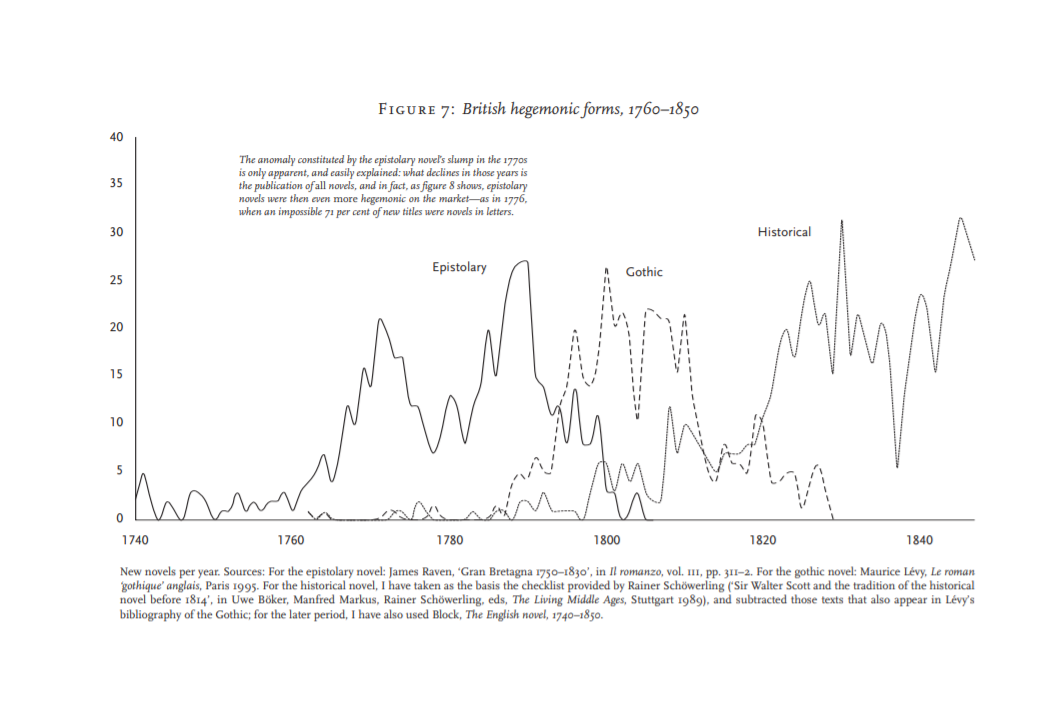 FIGURE 7: British hegemonic forms, 1760–1850
40
The anomaly constituted by the epistolary novel's slump in the 1770s
is only apparent, and easily explained: what declines in those years is
the publication of all novels, and in fact, as figure 8 shows, epistolary
novels were then even more hegemonic on the market—as in 1776,
when an impossible 71 per cent of new titles were novels in letters.
35
30
Historical
Epistolary
Gothic
25
20
15
10
5
0
1740 1760 1780 1800 1820 1840
New novels per year. Sources: For the epistolary novel: James Raven, 'Gran Bretagna 1750–1830', in Il romanzo, vol. III, pp. 311–2. For the gothic novel: Maurice Lévy, Le roman
'gothique' anglais, Paris 1995. For the historical novel, I have taken as the basis the checklist provided by Rainer Schöwerling ('Sir Walter Scott and the tradition of the historical
novel before 1814', in Uwe Böker, Manfred Markus, Rainer Schöwerling, eds, The Living Middle Ages, Stuttgart 1989), and subtracted those texts that also appear in Lévy's
bibliography of the Gothic; for the later period, I have also used Block, The English novel, 1740–1850.